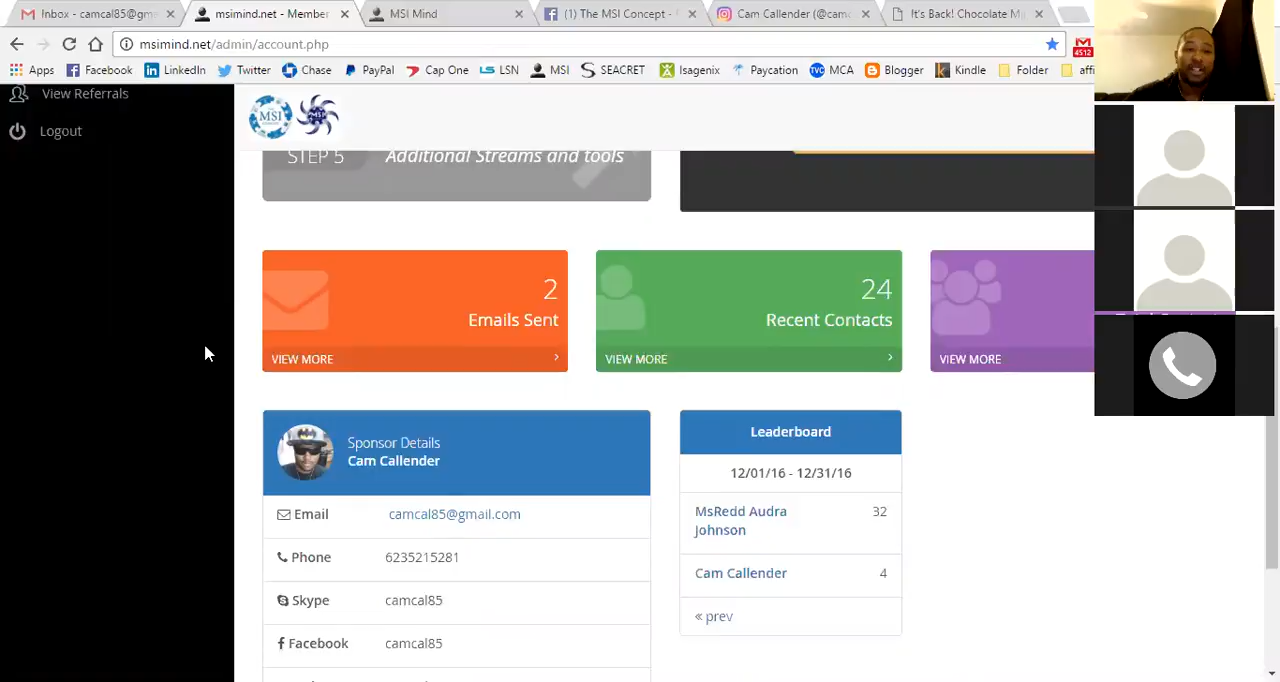 Inbox - camcal85@gm
msimind.net - Member
MSI Mind
(1) The MSI Concept -
Cam Callender (@camc
It's Back! Chocolate Mi
msimind.net/admin/account.php
4512
Apps Facebook LinkedIn Twitter Chase PayPal Cap One LSN MSI SEACRET Isagenix Paycation MCA Blogger Kindle Folder affi
View Referrals
Logout
MSI
STEP 5 Additional Streams and tools
2
Emails Sent
VIEW MORE
24
Recent Contacts
VIEW MORE
VIEW MORE
Sponsor Details
Cam Callender
Email camcal85@gmail.com
Phone 6235215281
Skype camcal85
Facebook camcal85
Leaderboard
12/01/16 - 12/31/16
MsRedd Audra 32
Johnson
Cam Callender 4
« prev